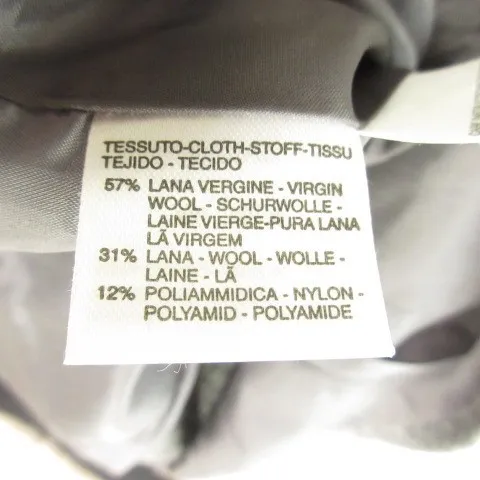 TESSUTO-CLOTH-STOFF-TISSU
TEJIDO - TECIDO
57% LANA VERGINE - VIRGIN
WOOL - SCHURWOLLE -
LAINE VIERGE-PURA LANA
LÃ VIRGEM
31% LANA - WOOL - WOLLE -
LAINE - LÃ
12% POLIAMMIDICA - NYLON -
POLYAMID - POLYAMIDE